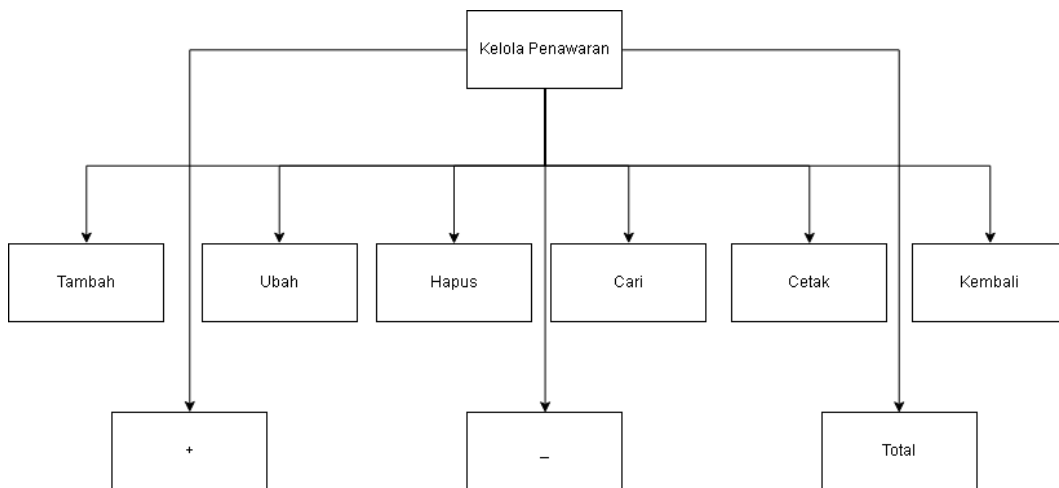 Kelola Penawaran
Tambah
Ubah
Hapus
Cari
Cetak
Kembali
+
–
Total